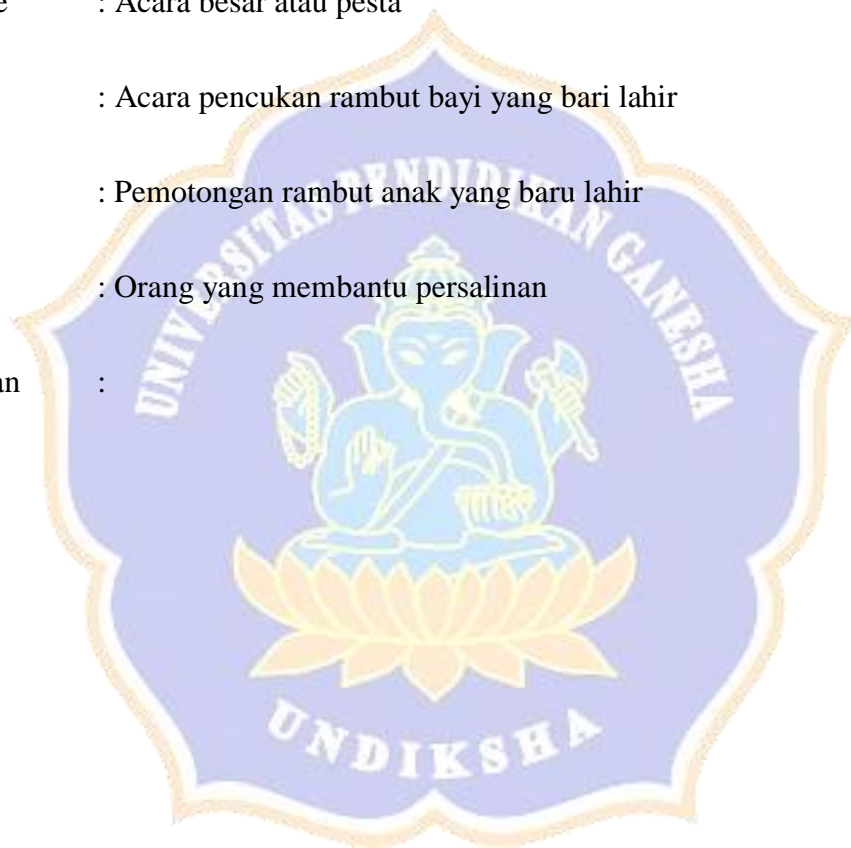 e : Acara besar atau pesta
: Acara pencukan rambut bayi yang bari lahir
: Pemotongan rambut anak yang baru lahir
: Orang yang membantu persalinan
an :
UNIVERSITAS PENDIDIKAN GANESHA
UNDIKSHA